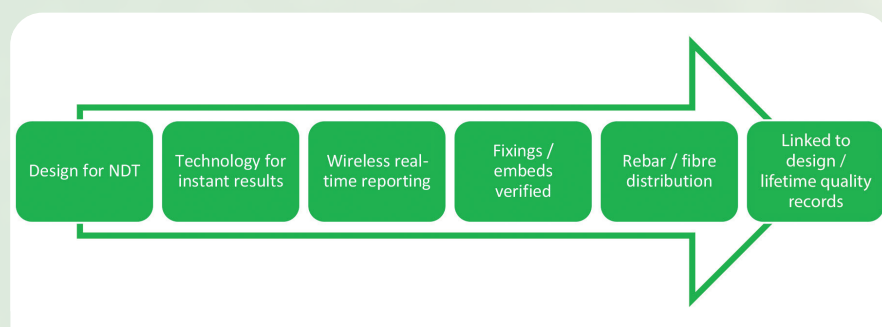 Design for NDT
Technology for
instant results
Wireless real-
time reporting
Fixings /
embeds
verified
Rebar / fibre
distribution
Linked to
design /
lifetime quality
records